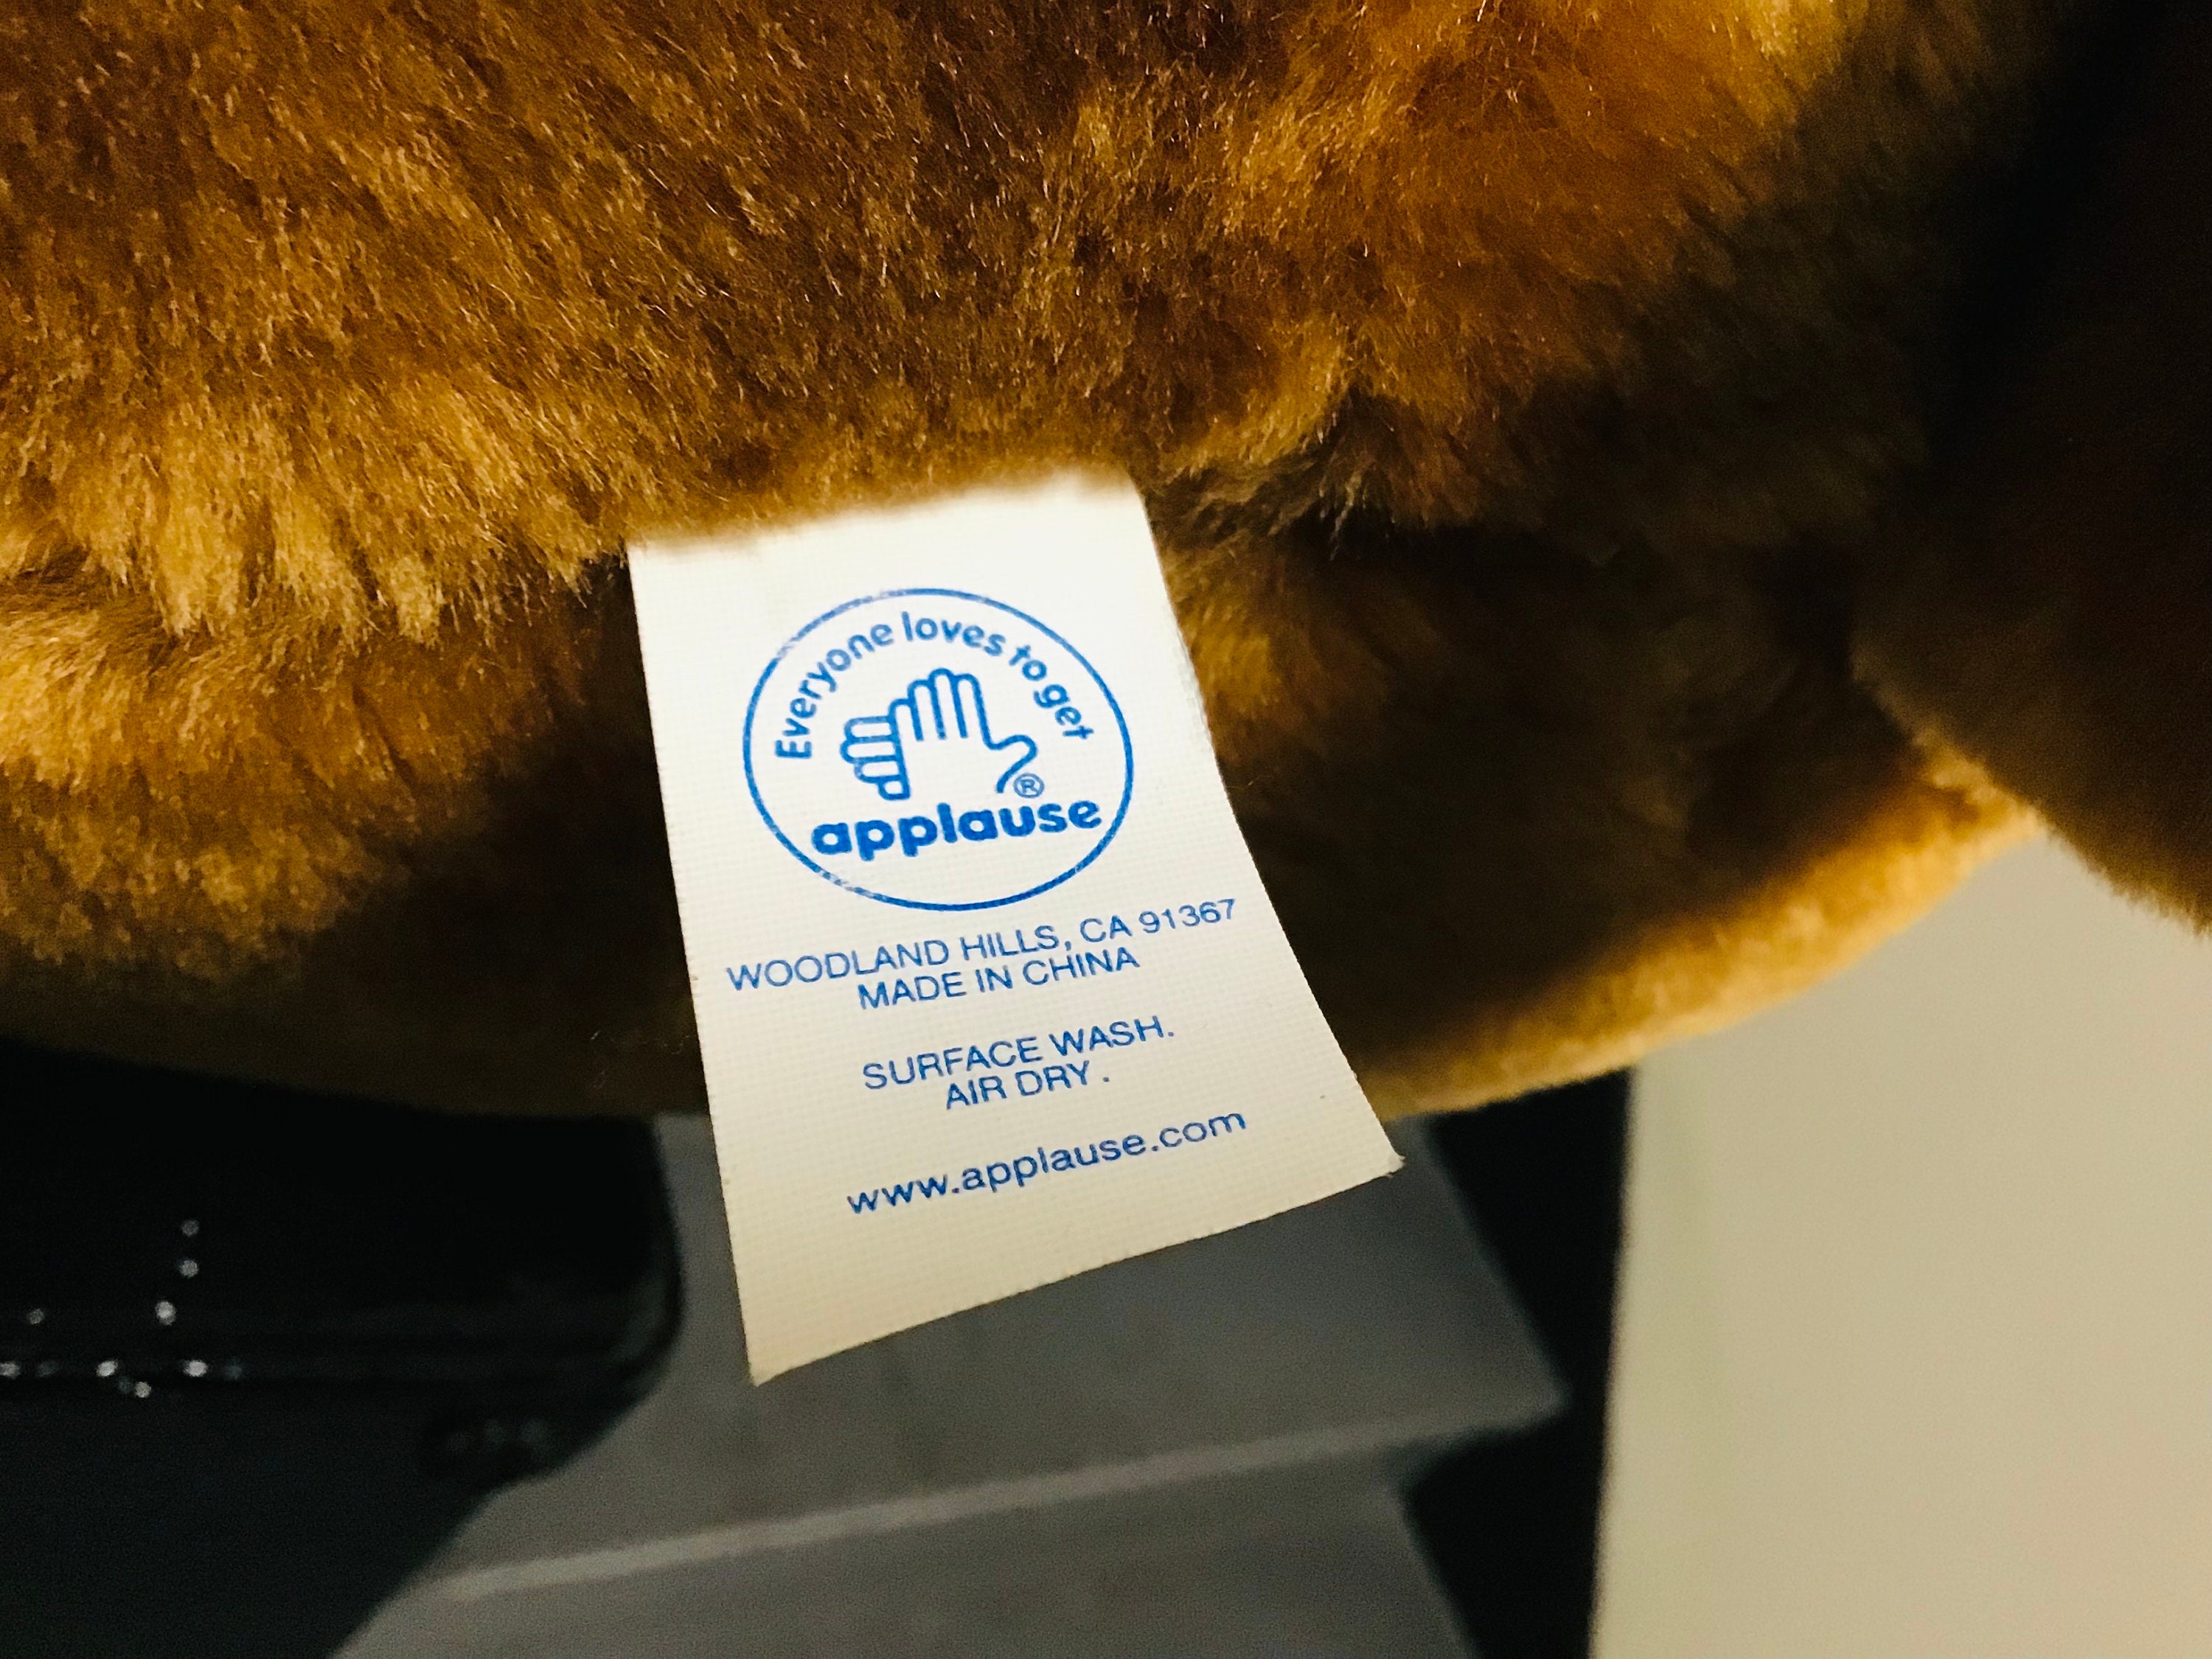 Everyone loves to get
®
applause
WOODLAND HILLS, CA 91367
MADE IN CHINA
SURFACE WASH.
AIR DRY.
www.applause.com